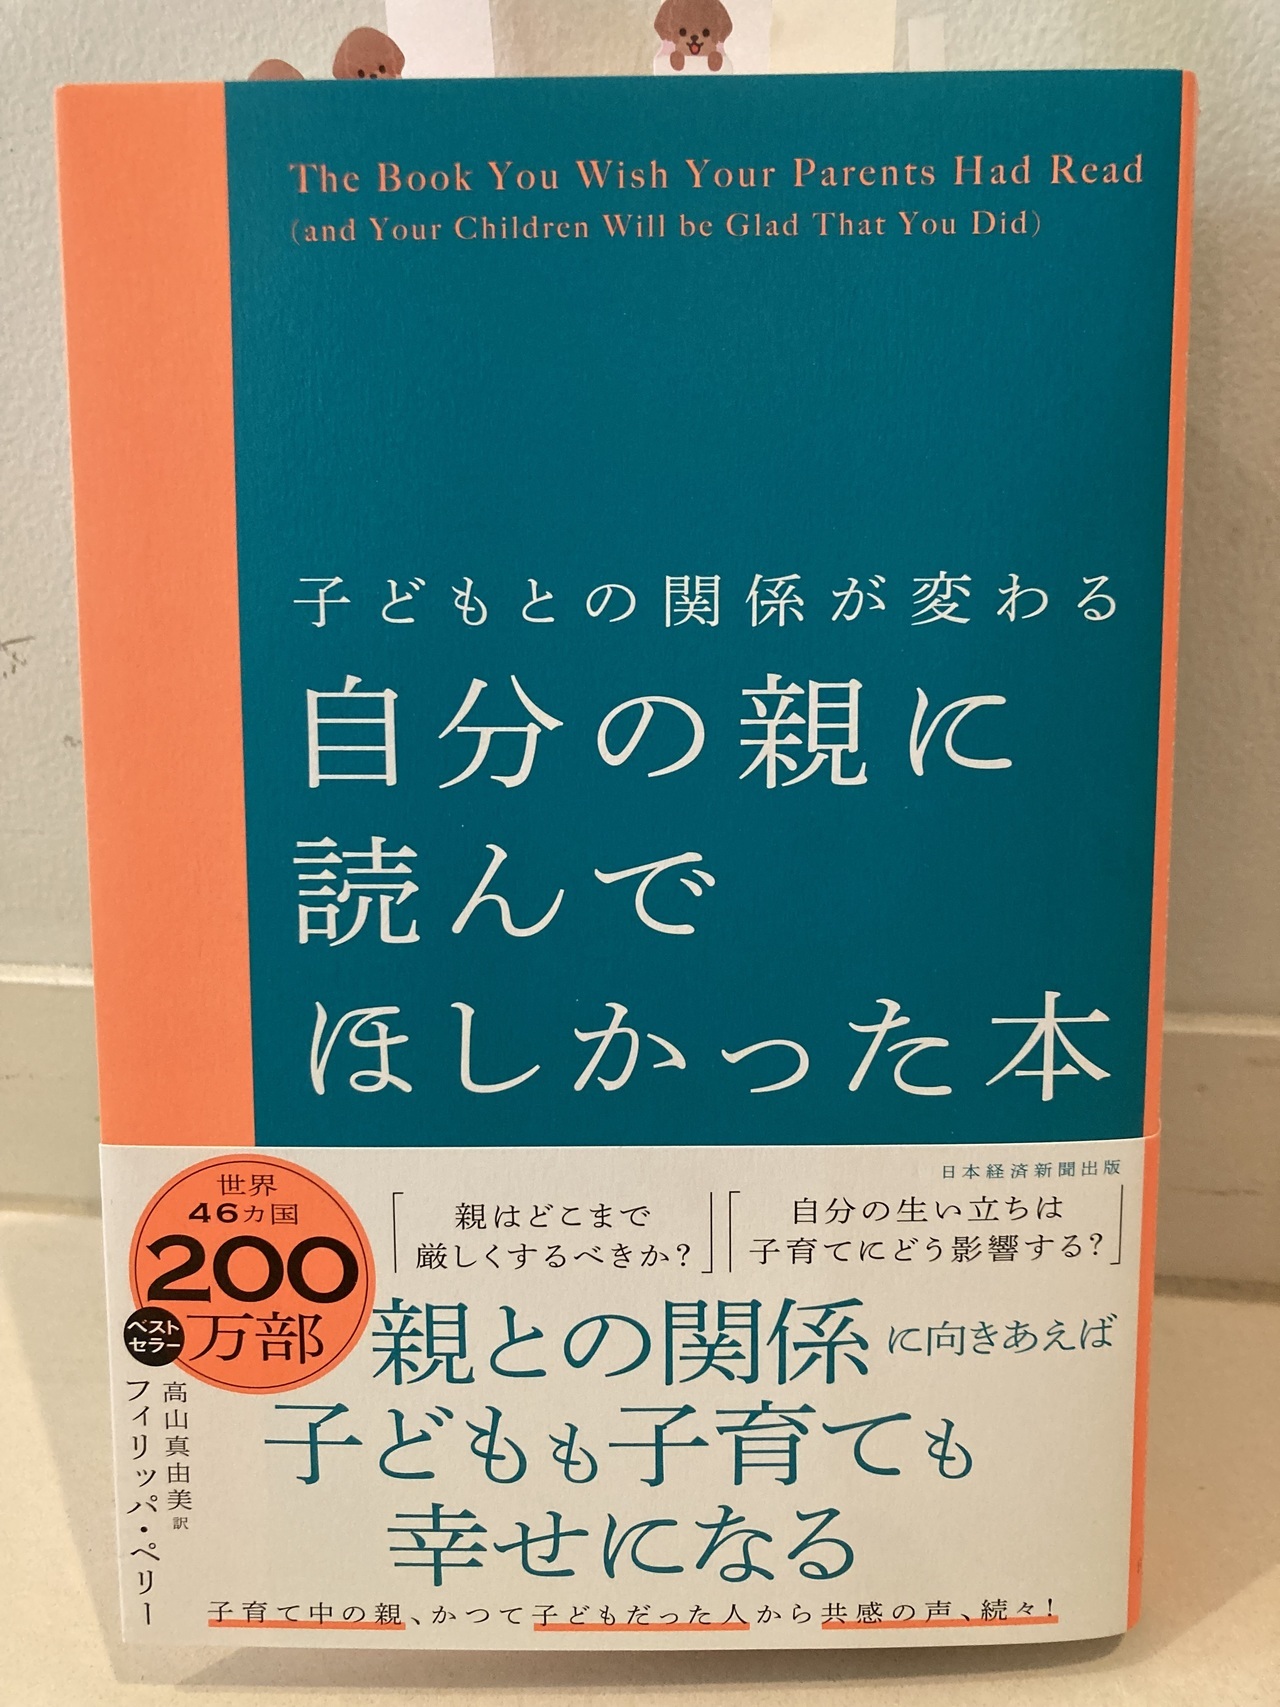 The Book You Wish Your Parents Had Read
(and Your Children Will be Glad That You Did)
子どもとの関係が変わる
自分の親に
読んで
ほしかった本
日本経済新聞出版
世界
46カ国
200
万部
ベスト
セラー
「親はどこまで
厳しくするべきか?」
「自分の生い立ちは
子育てにどう影響する?」
親との関係に向きあえば
子どもも子育ても
幸せになる
高山真由美 訳
フィリッパ・ペリー
子育て中の親、かつて子どもだった人から共感の声、続々!